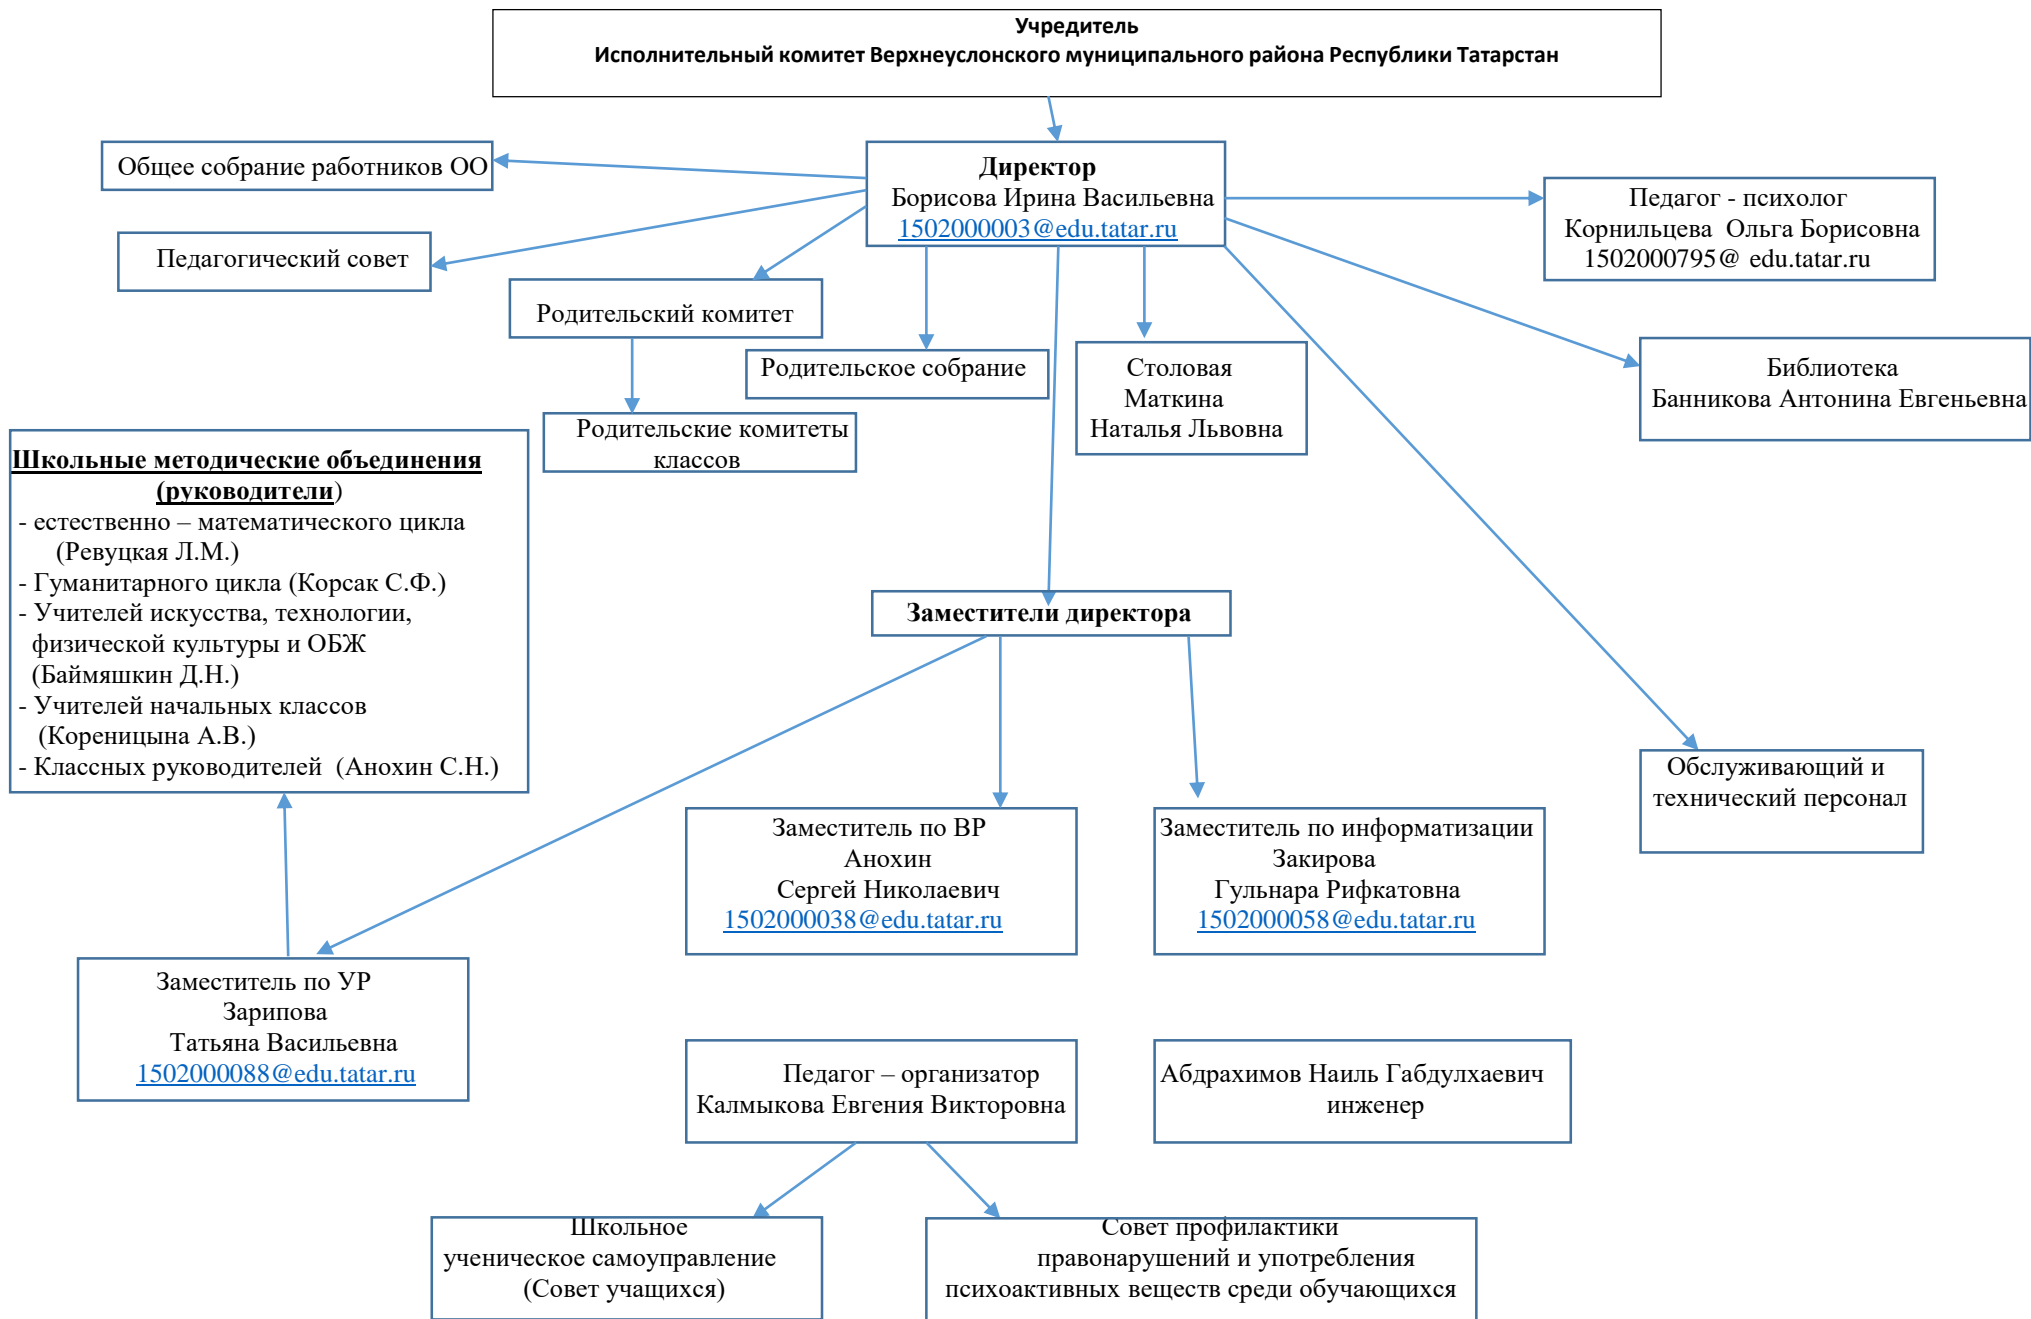 Учредитель
Исполнительный комитет Верхнеуслонского муниципального района Республики Татарстан
Общее собрание работников ОО
Директор
Борисова Ирина Васильевна
1502000003@edu.tatar.ru
Педагог - психолог
Корнильцева  Ольга Борисовна
1502000795@ edu.tatar.ru
Педагогический совет
Родительский комитет
Родительское собрание
Столовая
Маткина
Наталья Львовна
Библиотека
Банникова Антонина Евгеньевна
Родительские комитеты
классов
Школьные методические объединения
(руководители)
- естественно – математического цикла
(Ревуцкая Л.М.)
- Гуманитарного цикла (Корсак С.Ф.)
- Учителей искусства, технологии,
физической культуры и ОБЖ
(Баймяшкин Д.Н.)
- Учителей начальных классов
(Кореницына А.В.)
- Классных руководителей  (Анохин С.Н.)
Заместители директора
Обслуживающий и
технический персонал
Заместитель по ВР
Анохин
Сергей Николаевич
1502000038@edu.tatar.ru
Заместитель по информатизации
Закирова
Гульнара Рифкатовна
1502000058@edu.tatar.ru
Заместитель по УР
Зарипова
Татьяна Васильевна
1502000088@edu.tatar.ru
Педагог – организатор
Калмыкова Евгения Викторовна
Абдрахимов Наиль Габдулхаевич
инженер
Школьное
ученическое самоуправление
(Совет учащихся)
Совет профилактики
правонарушений и употребления
психоактивных веществ среди обучающихся